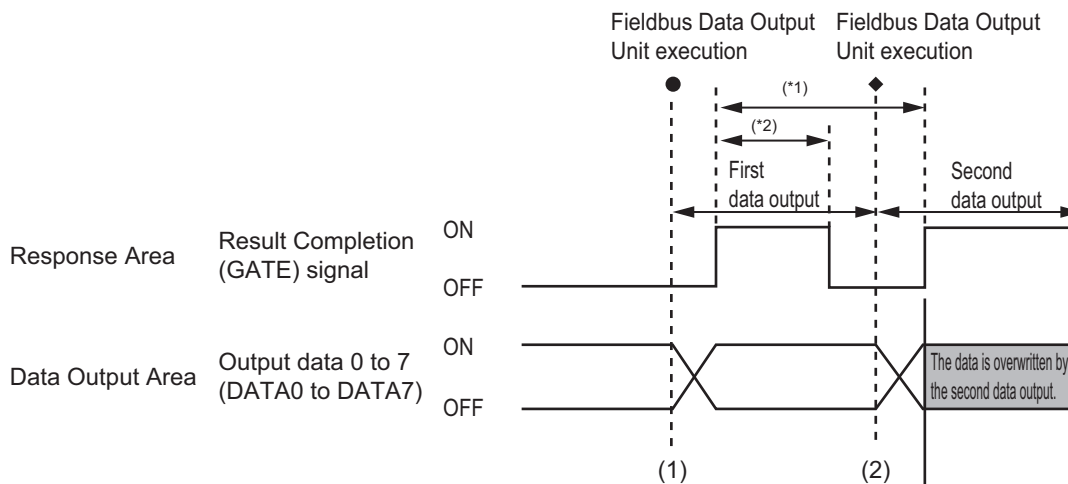 Fieldbus Data Output
Unit execution
Fieldbus Data Output
Unit execution
(*1)
(*2)
First
data output
Second
data output
Response Area
Result Completion
(GATE) signal
ON
OFF
Data Output Area
Output data 0 to 7
(DATA0 to DATA7)
ON
OFF
The data is overwritten by
the second data output.
(1)
(2)